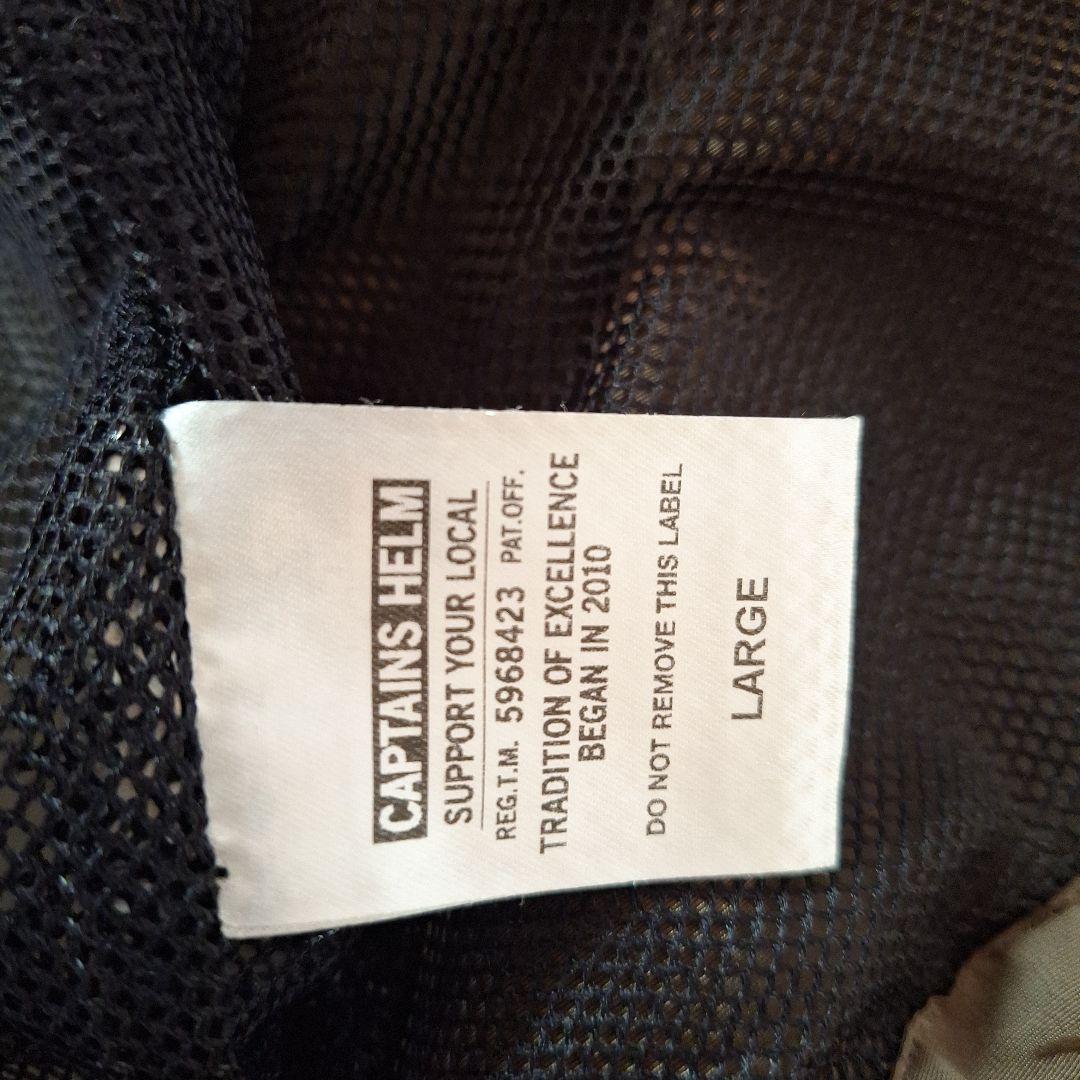 CAPTAINS HELM
SUPPORT YOUR LOCAL
REG.T.M. 5968423 PAT.OFF.
TRADITION OF EXCELLENCE
BEGAN IN 2010
DO NOT REMOVE THIS LABEL
LARGE